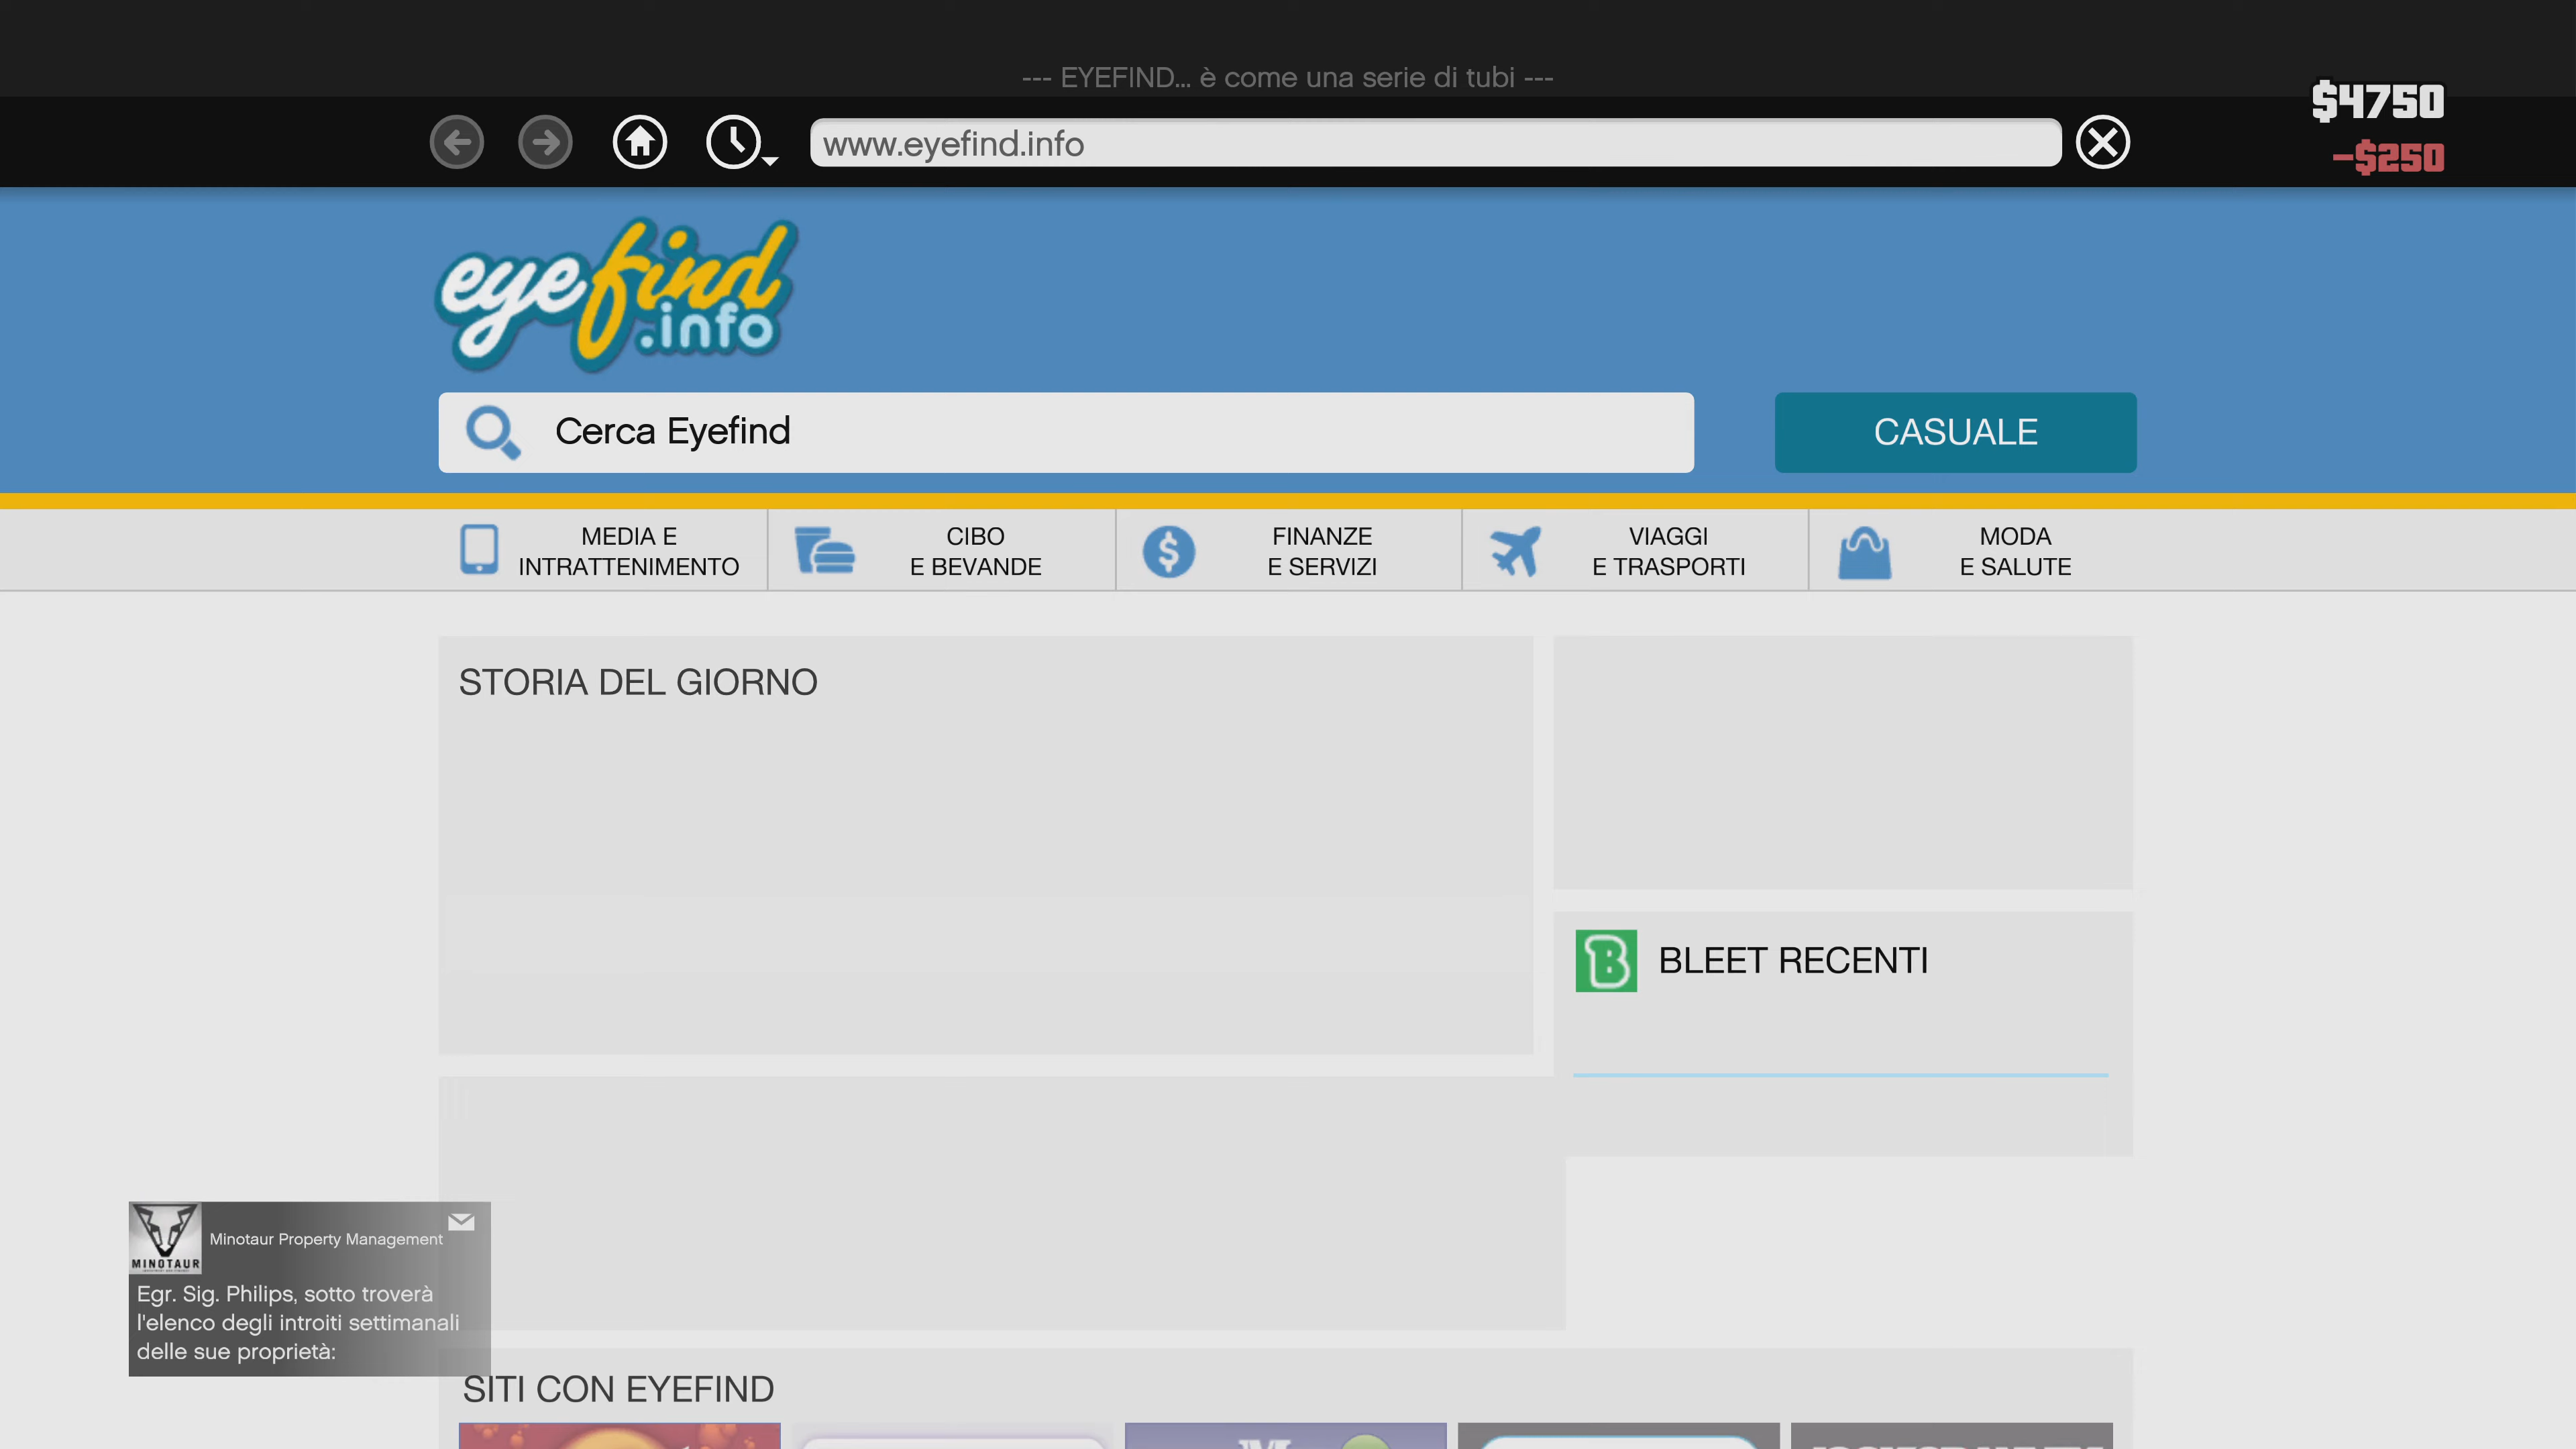 --- EYEFIND... è come una serie di tubi ---
$4750
www.eyefind.info
-$250
eyefind
.info
Cerca Eyefind
CASUALE
MEDIA E
INTRATTENIMENTO
CIBO
E BEVANDE
FINANZE
E SERVIZI
VIAGGI
E TRASPORTI
MODA
E SALUTE
STORIA DEL GIORNO
B
BLEET RECENTI
Minotaur Property Management
MINOTAUR
Egr. Sig. Philips, sotto troverà
l'elenco degli introiti settimanali
delle sue proprietà:
SITI CON EYEFIND